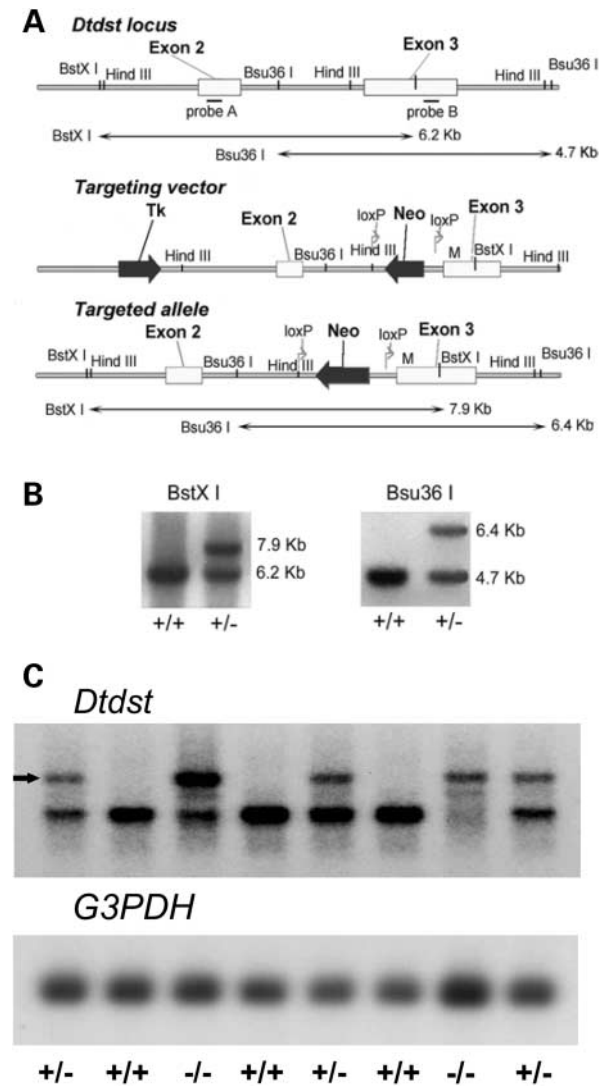 A
Dtdst locus
Exon 2
Exon 3
BstX I
Hind III
Bsu36 I
Hind III
Hind III
Bsu36 I
probe A
probe B
BstX I
6.2 Kb
Bsu36 I
4.7 Kb
Targeting vector
Tk
Exon 2
loxP
Neo
loxP
Exon 3
Hind III
Bsu36 I
Hind III
M
BstX I
Hind III
Targeted allele
Exon 2
loxP
Neo
loxP
Exon 3
BstX I
Hind III
Bsu36 I
Hind III
M
BstX I
Hind III
Bsu36 I
BstX I
7.9 Kb
Bsu36 I
6.4 Kb
B
BstX I
Bsu36 I
7.9 Kb
6.2 Kb
6.4 Kb
4.7 Kb
+/+ +/-
+/+ +/-
C
Dtdst
G3PDH
+/- +/+ -/- +/+ +/- +/+ -/- +/-